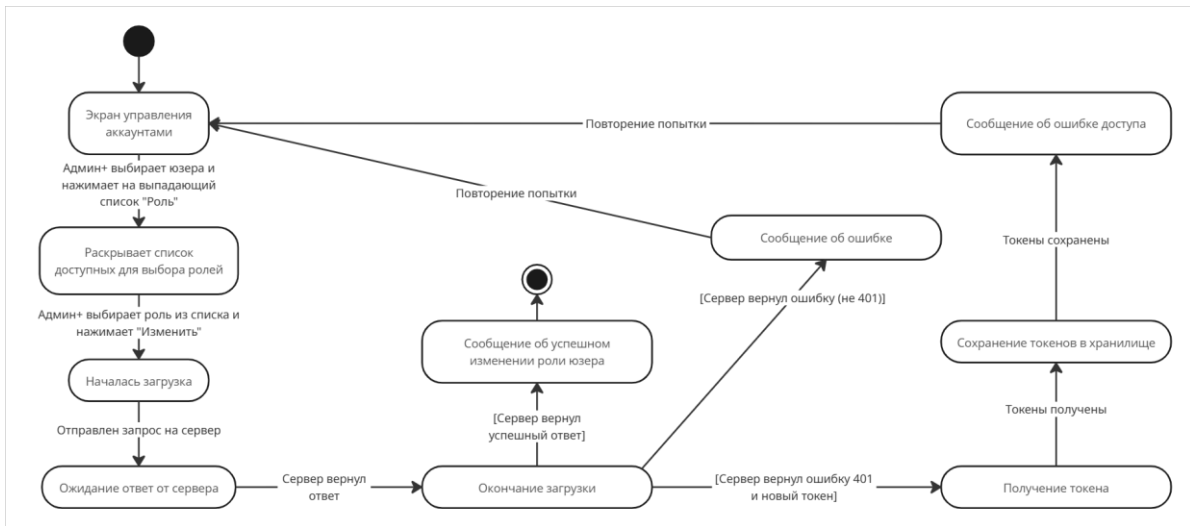 Экран управления
аккаунтами
Сообщение об ошибке доступа
Повторение попытки
Админ+ выбирает юзера и
нажимает на выпадающий
список "Роль"
Повторение попытки
Сообщение об ошибке
Токены сохранены
Раскрывает список
доступных для выбора ролей
[Сервер вернул ошибку (не 401)]
Админ+ выбирает роль из списка и
нажимает "Изменить"
Сообщение об успешном
изменении роли юзера
Сохранение токенов в хранилище
Началась загрузка
[Сервер вернул
успешный ответ]
Токены получены
Отправлен запрос на сервер
Ожидание ответ от сервера
Сервер вернул
ответ
Окончание загрузки
[Сервер вернул ошибку 401
и новый токен]
Получение токена